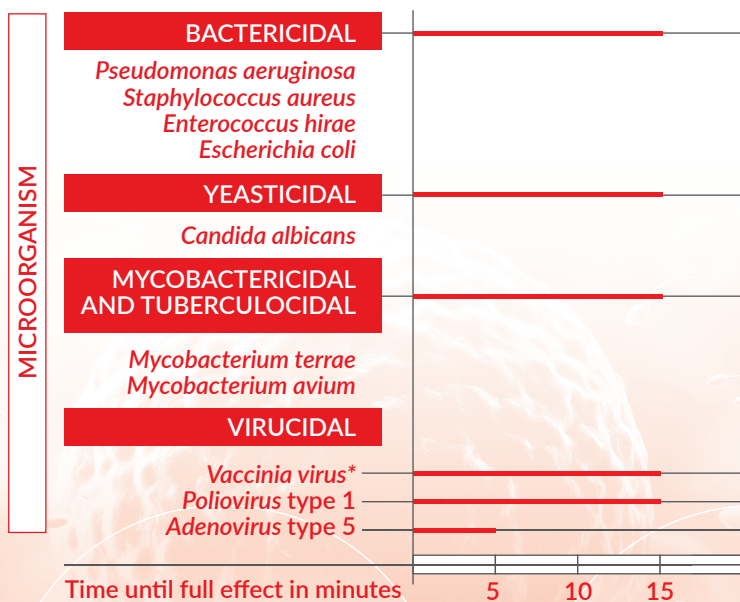 MICROORGANISM
BACTERICIDAL
Pseudomonas aeruginosa
Staphylococcus aureus
Enterococcus hirae
Escherichia coli
YEASTICIDAL
Candida albicans
MYCOBACTERICIDAL
AND TUBERCULOCIDAL
Mycobacterium terrae
Mycobacterium avium
VIRUCIDAL
Vaccinia virus*
Poliovirus type 1
Adenovirus type 5
Time until full effect in minutes 5 10 15